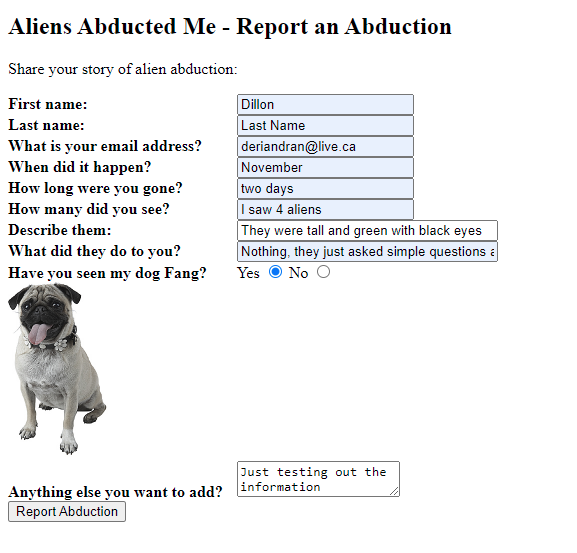 Aliens Abducted Me - Report an Abduction
Share your story of alien abduction:
First name: Dillon
Last name: Last Name
What is your email address? deriandran@live.ca
When did it happen? November
How long were you gone? two days
How many did you see? I saw 4 aliens
Describe them: They were tall and green with black eyes
What did they do to you? Nothing, they just asked simple questions
Have you seen my dog Fang? Yes No
Just testing out the
Anything else you want to add? information
Report Abduction